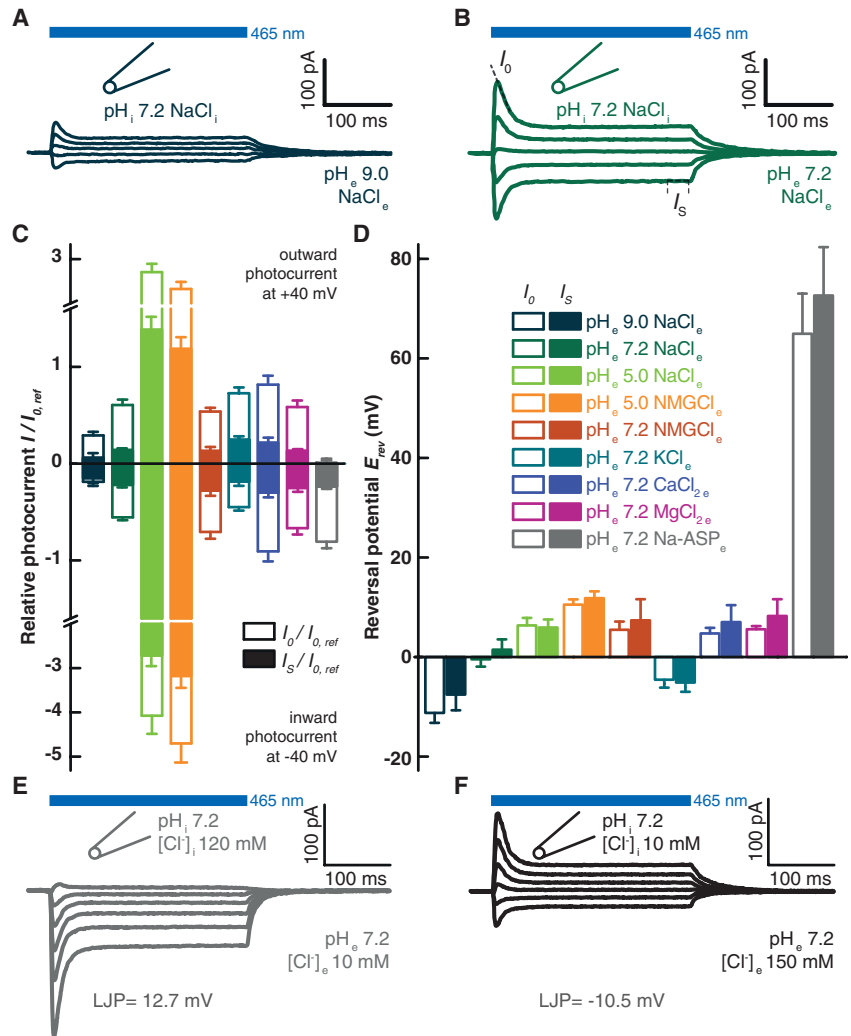 A
465 nm
pHi 7.2 NaCli
100 pA
100 ms
pHe 9.0
NaCle
B
465 nm
I0
pHi 7.2 NaCli
100 pA
100 ms
pHe 7.2
NaCle
IS
C
Relative photocurrent I / I0, ref
3
1
0
-1
-3
-4
-5
outward
photocurrent
at +40 mV
I0 / I0, ref
IS / I0, ref
inward
photocurrent
at -40 mV
D
Reversal potential Erev (mV)
80
60
40
20
0
-20
I0 IS
pHe 9.0 NaCle
pHe 7.2 NaCle
pHe 5.0 NaCle
pHe 5.0 NMGCle
pHe 7.2 NMGCle
pHe 7.2 KCle
pHe 7.2 CaCl2 e
pHe 7.2 MgCl2 e
pHe 7.2 Na-ASPe
E
465 nm
pHi 7.2
[Cl-]i 120 mM
100 pA
100 ms
pHe 7.2
[Cl-]e 10 mM
LJP= 12.7 mV
F
465 nm
pHi 7.2
[Cl-]i 10 mM
100 pA
100 ms
pHe 7.2
[Cl-]e 150 mM
LJP= -10.5 mV